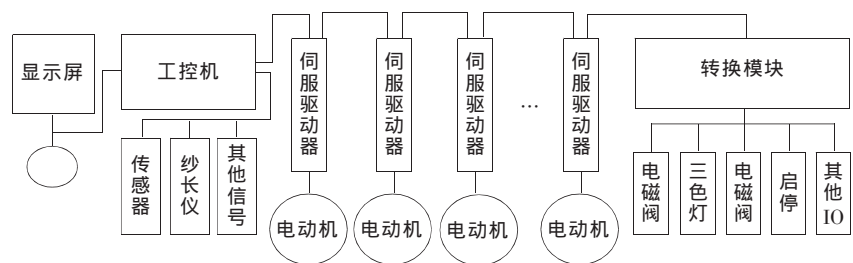 显示屏
工控机
传感器
纱长仪
其他信号
伺服驱动器
伺服驱动器
伺服驱动器
...
伺服驱动器
电动机
电动机
电动机
电动机
转换模块
电磁阀
三色灯
电磁阀
启停
其他IO